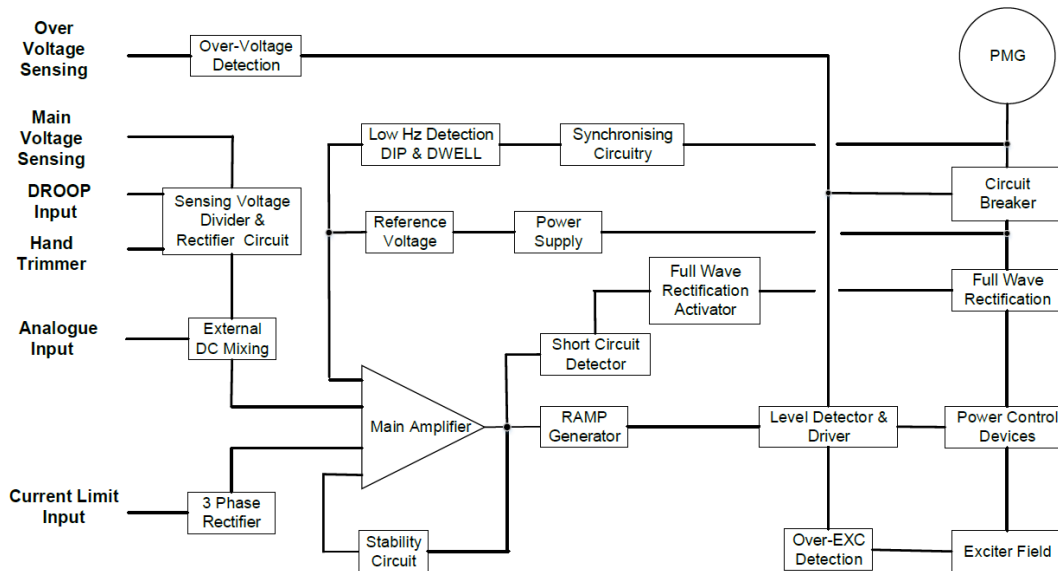 Over
Voltage
Sensing
Over-Voltage
Detection
PMG
Main
Voltage
Sensing
Low Hz Detection
DIP & DWELL
Synchronising
Circuitry
DROOP
Input
Sensing Voltage
Divider &
Rectifier Circuit
Circuit
Breaker
Hand
Trimmer
Reference
Voltage
Power
Supply
Full Wave
Rectification
Activator
Full Wave
Rectification
Analogue
Input
External
DC Mixing
Short Circuit
Detector
Main Amplifier
RAMP
Generator
Level Detector &
Driver
Power Control
Devices
Current Limit
Input
3 Phase
Rectifier
Stability
Circuit
Over-EXC
Detection
Exciter Field